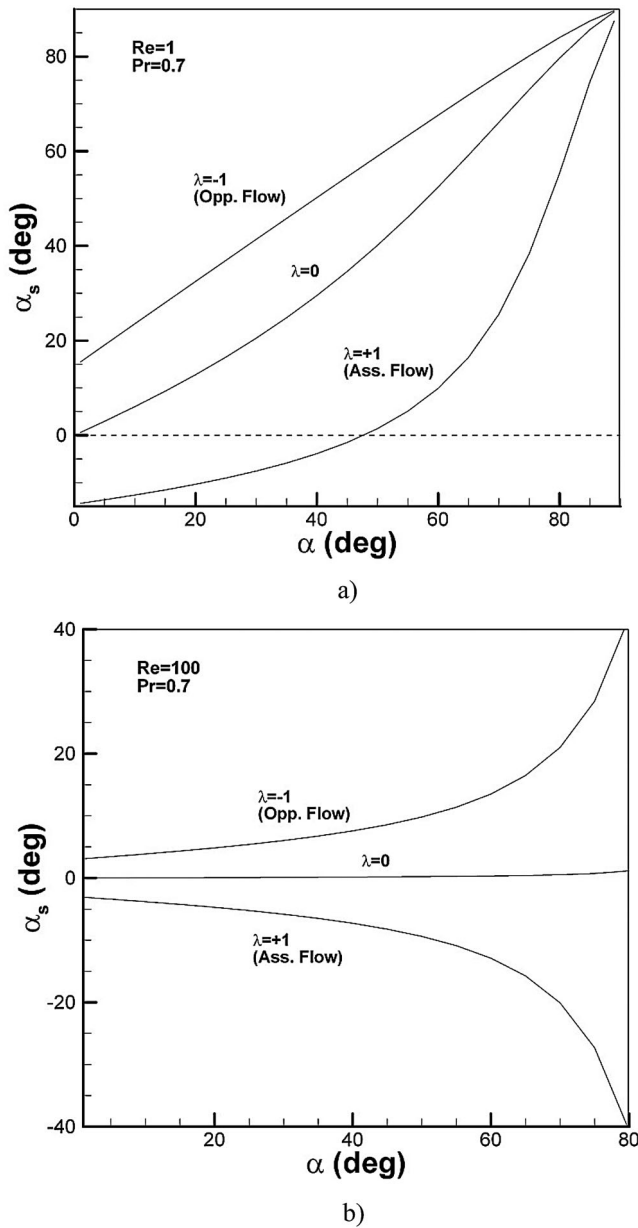 80
60
40
20
0
0
20
40
60
80
α_s (deg)
α (deg)
Re=1
Pr=0.7
λ=-1
(Opp. Flow)
λ=0
λ=+1
(Ass. Flow)
a)
40
20
0
-20
-40
20
40
60
80
α_s (deg)
α (deg)
Re=100
Pr=0.7
λ=-1
(Opp. Flow)
λ=0
λ=+1
(Ass. Flow)
b)